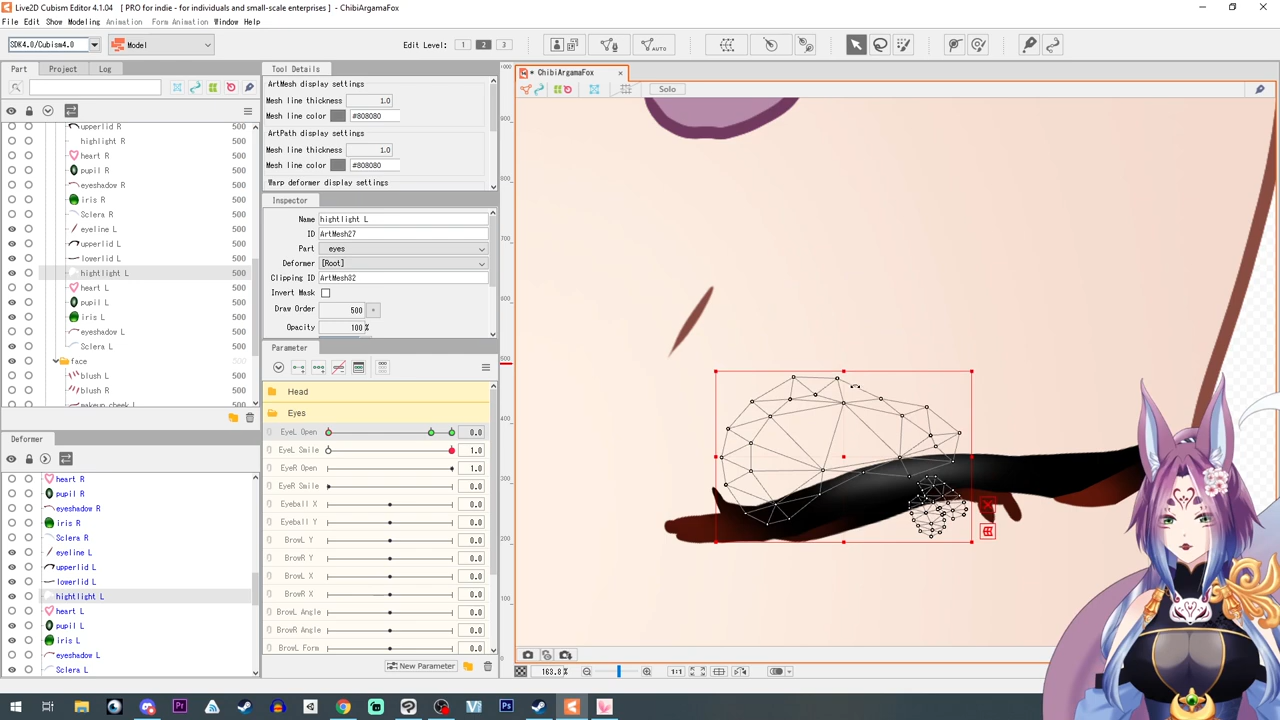 Live2D Cubism Editor 4.1.04    [ PRO for indie - for individuals and small-scale enterprises ]  - ChibiArgamaFox
File Edit Show Modeling Animation Form Animation Window Help
SDK4.0/Cubism4.0
Model
Edit Level: 1 2 3
AUTO
Part Project Log
upperlid R 500
highlight R 500
heart R 500
pupil R 500
eyeshadow R 500
iris R 500
Sclera R 500
eyeline L 500
upperlid L 500
lowerlid L 500
hightlight L 500
heart L 500
pupil L 500
iris L 500
eyeshadow L 500
Sclera L 500
face 500
blush L 500
blush R 500
makeup cheek L 500
Deformer
heart R
pupil R
eyeshadow R
iris R
Sclera R
eyeline L
upperlid L
lowerlid L
hightlight L
heart L
pupil L
iris L
eyeshadow L
Sclera L
Tool Details
ArtMesh display settings
Mesh line thickness 1.0
Mesh line color #808080
ArtPath display settings
Mesh line thickness 1.0
Mesh line color #808080
Warp deformer display settings
Inspector
Name hightlight L
ID ArtMesh27
Part eyes
Deformer [Root]
Clipping ID ArtMesh32
Invert Mask
Draw Order 500
Opacity 100 %
Parameter
Head
Eyes
EyeL Open 0.0
EyeL Smile 1.0
EyeR Open 1.0
EyeR Smile 0.0
Eyeball X 0.0
Eyeball Y 0.0
BrowL Y 0.0
BrowR Y 0.0
BrowL X 0.0
BrowR X 0.0
BrowL Angle 0.0
BrowR Angle 0.0
BrowL Form 0.0
New Parameter
* ChibiArgamaFox
Solo
163.8%
1:1